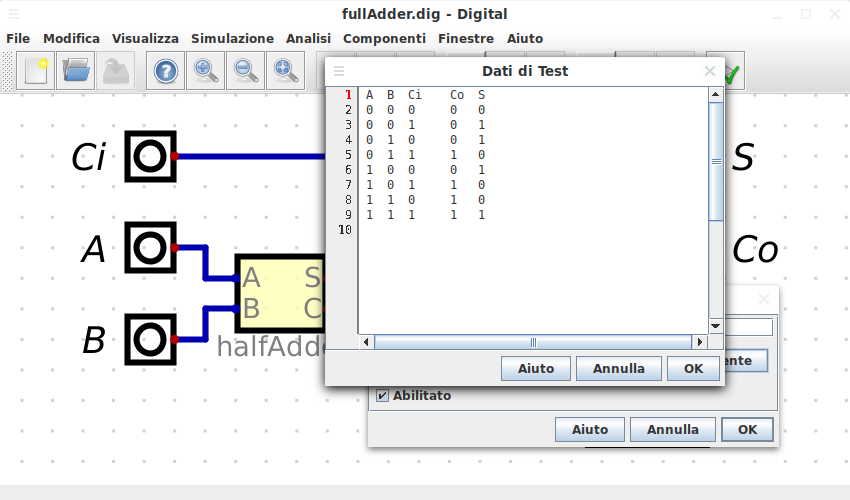 fullAdder.dig - Digital
File Modifica Visualizza Simulazione Analisi Componenti Finestre Aiuto
Dati di Test
1 A B Ci Co S
2 0 0 0 0 0
3 0 0 1 0 1
4 0 1 0 0 1
5 0 1 1 1 0
6 1 0 0 0 1
7 1 0 1 1 0
8 1 1 0 1 0
9 1 1 1 1 1
10
Aiuto Annulla OK
Ci
S
A
Co
A S
B C
B
halfAdde
ente
Abilitato
Aiuto Annulla OK